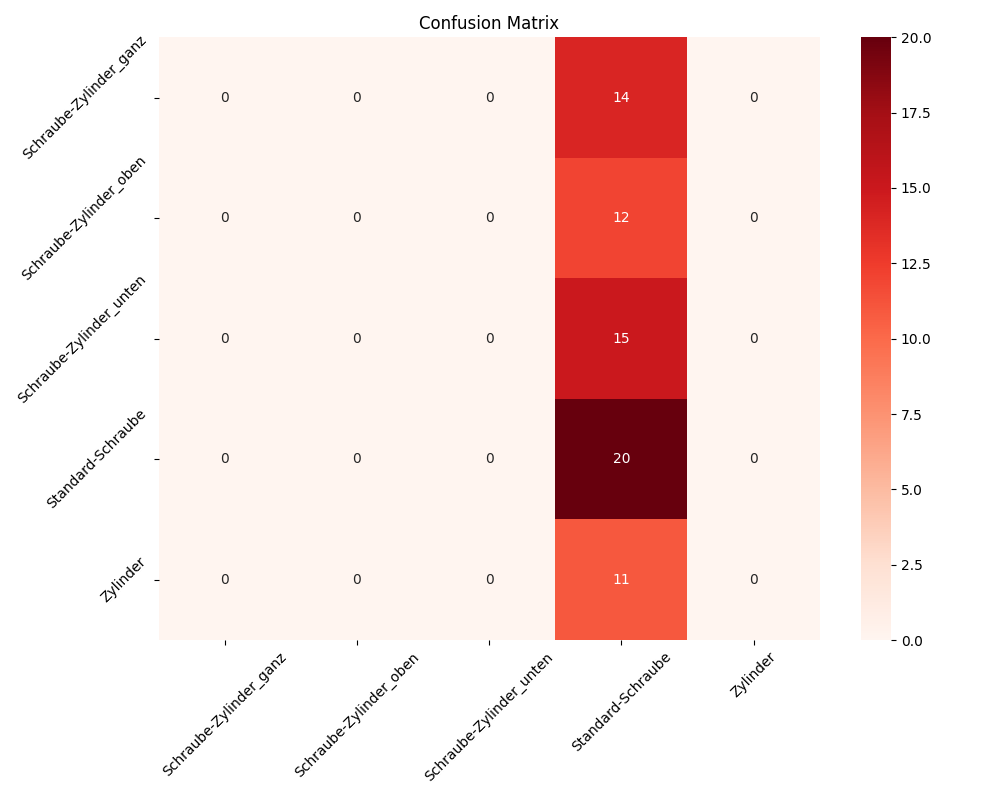 Confusion Matrix
Schraube-Zylinder_ganz
0 0 0 14 0
Schraube-Zylinder_oben
0 0 0 12 0
Schraube-Zylinder_unten
0 0 0 15 0
Standard-Schraube
0 0 0 20 0
Zylinder
0 0 0 11 0
Schraube-Zylinder_ganz
Schraube-Zylinder_oben
Schraube-Zylinder_unten
Standard-Schraube
Zylinder
20.0
17.5
15.0
12.5
10.0
7.5
5.0
2.5
0.0